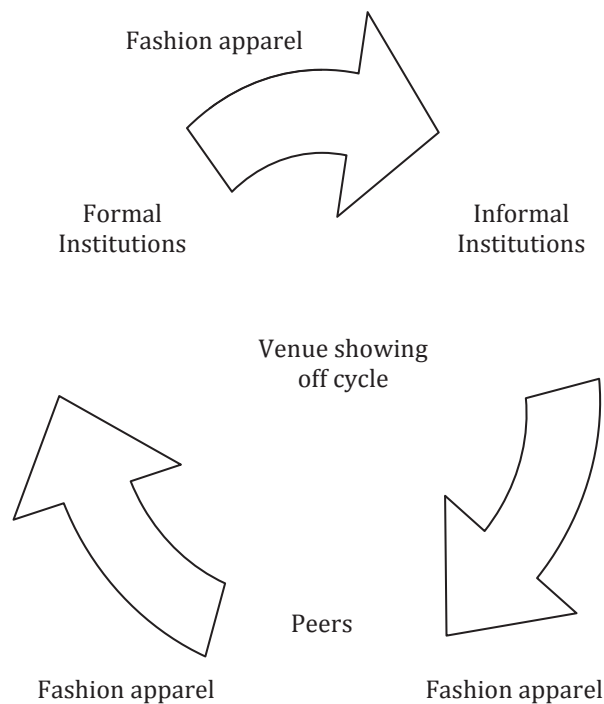 Fashion apparel
Formal
Institutions
Informal
Institutions
Venue showing
off cycle
Peers
Fashion apparel
Fashion apparel